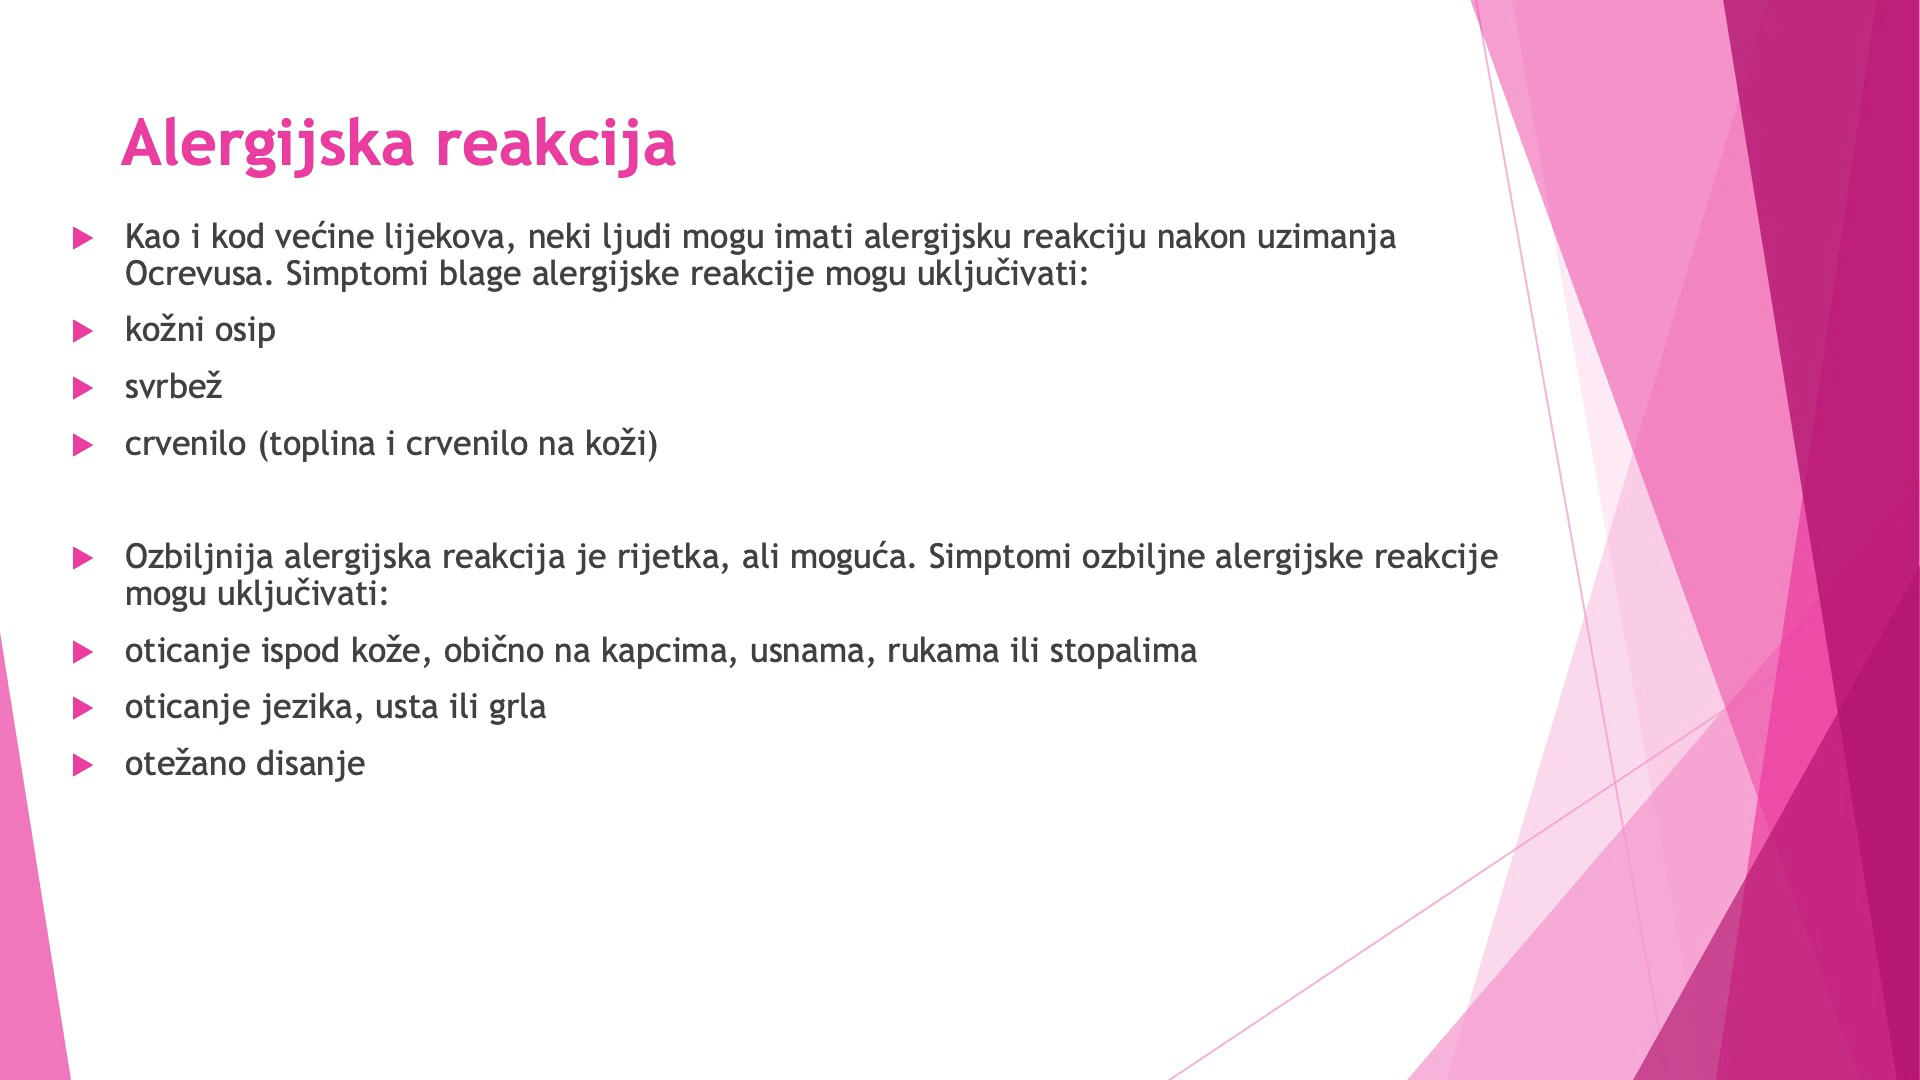 Alergijska reakcija
Kao i kod većine lijekova, neki ljudi mogu imati alergijsku reakciju nakon uzimanja
Ocrevusa. Simptomi blage alergijske reakcije mogu uključivati:
kožni osip
svrbež
crvenilo (toplina i crvenilo na koži)
Ozbiljnija alergijska reakcija je rijetka, ali moguća. Simptomi ozbiljne alergijske reakcije
mogu uključivati:
oticanje ispod kože, obično na kapcima, usnama, rukama ili stopalima
oticanje jezika, usta ili grla
otežano disanje